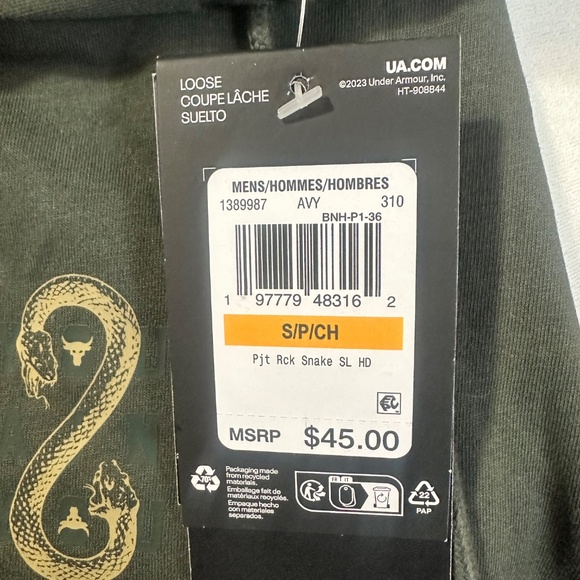 LOOSE
COUPE LÂCHE
SUELTO
UA.COM
©2023 Under Armour, Inc.
HT-908844
MENS/HOMMES/HOMBRES
1389987 AVY 310
BNH-P1-36
1 97779 48316 2
S/P/CH
Pjt Rck Snake SL HD
MSRP $45.00
70%
Packaging made
from recycled
materials.
Emballage fait de
matériaux recyclés.
Empaque hecho
con materiales
separados.
22
PAP